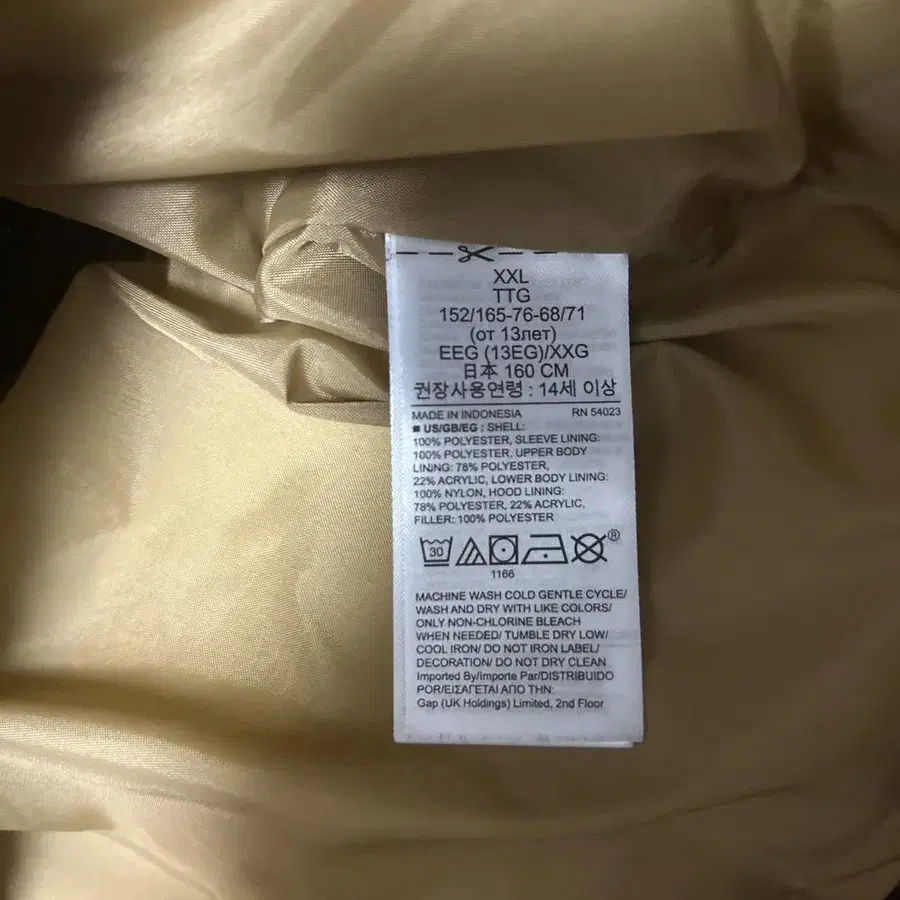 XXL
TTG
152/165-76-68/71
(от 13лет)
EEG (13EG)/XXG
日本 160 CM
권장사용연령 : 14세 이상
MADE IN INDONESIA RN 54023
■ US/GB/EG : SHELL:
100% POLYESTER, SLEEVE LINING:
100% POLYESTER, UPPER BODY
LINING: 78% POLYESTER,
22% ACRYLIC, LOWER BODY LINING:
100% NYLON, HOOD LINING:
78% POLYESTER, 22% ACRYLIC,
FILLER: 100% POLYESTER
30 ®
1166
MACHINE WASH COLD GENTLE CYCLE/
WASH AND DRY WITH LIKE COLORS/
ONLY NON-CHLORINE BLEACH
WHEN NEEDED/ TUMBLE DRY LOW/
COOL IRON/ DO NOT IRON LABEL/
DECORATION/ DO NOT DRY CLEAN
Imported By/Importe Par/DISTRIBUIDO
POR/ΕΙΣΑΓΕΤΑΙ ΑΠΟ ΤΗΝ:
Gap (UK Holdings) Limited, 2nd Floor